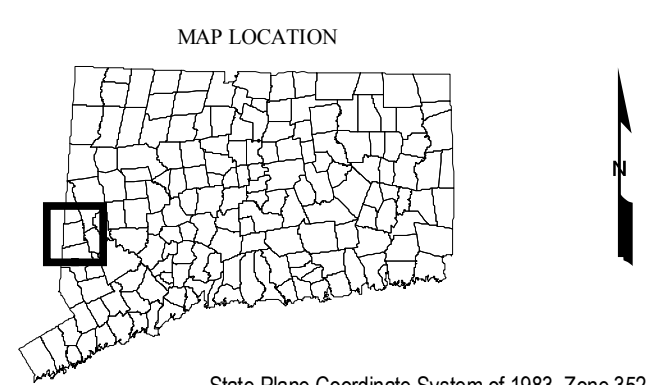 MAP LOCATION
N
State Plane Coordinate System of 1983, Zone 352